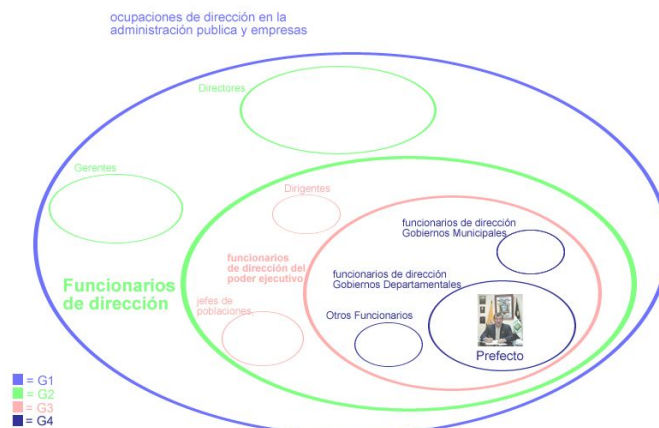 ocupaciones de dirección en la
administración publica y empresas
Directores
Gerentes
Dirigentes
funcionarios de dirección
Gobiernos Municipales
funcionarios
de dirección del
poder ejecutivo
funcionarios de dirección
Gobiernos Departamentales
Funcionarios
de dirección
jefes de
poblaciones,
Otros Funcionarios
Prefecto
= G1
= G2
= G3
= G4